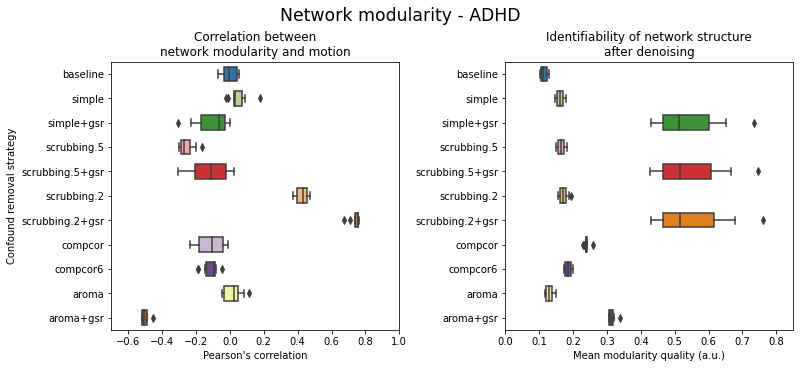 Network modularity - ADHD
Correlation between
network modularity and motion
Confound removal strategy
baseline
simple
simple+gsr
scrubbing.5
scrubbing.5+gsr
scrubbing.2
scrubbing.2+gsr
compcor
compcor6
aroma
aroma+gsr
−0.6 −0.4 −0.2 0.0 0.2 0.4 0.6 0.8 1.0
Pearson's correlation
Identifiability of network structure
after denoising
baseline
simple
simple+gsr
scrubbing.5
scrubbing.5+gsr
scrubbing.2
scrubbing.2+gsr
compcor
compcor6
aroma
aroma+gsr
0.0 0.1 0.2 0.3 0.4 0.5 0.6 0.7 0.8
Mean modularity quality (a.u.)